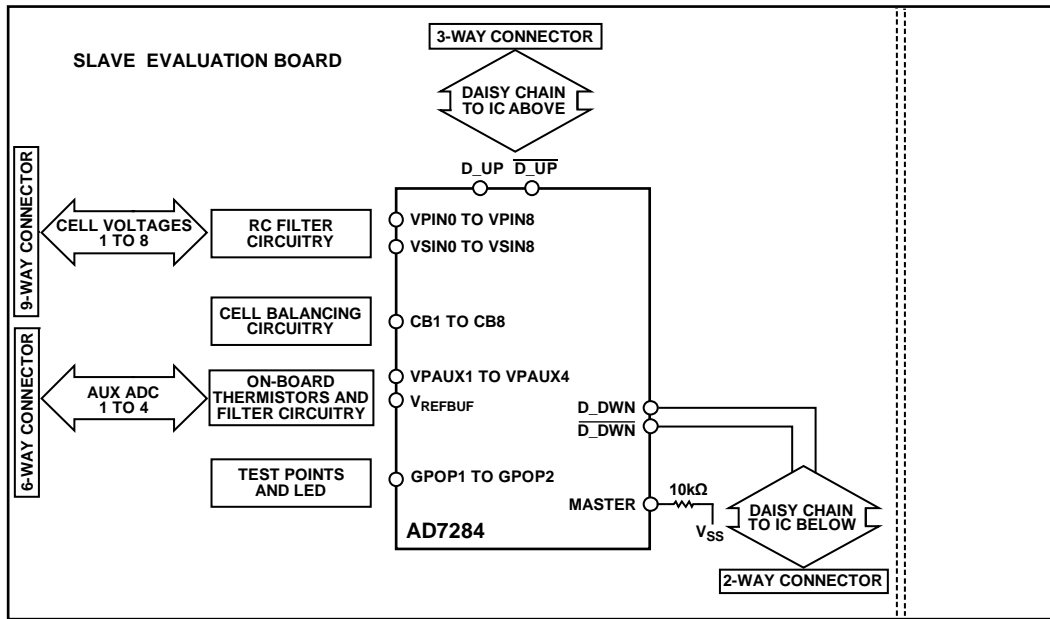 3-WAY CONNECTOR
SLAVE EVALUATION BOARD
DAISY CHAIN
TO IC ABOVE
D_UP D_UP
9-WAY CONNECTOR
CELL VOLTAGES
1 TO 8
RC FILTER
CIRCUITRY
VPIN0 TO VPIN8
VSIN0 TO VSIN8
CELL BALANCING
CIRCUITRY
CB1 TO CB8
6-WAY CONNECTOR
AUX ADC
1 TO 4
ON-BOARD
THERMISTORS AND
FILTER CIRCUITRY
VPAUX1 TO VPAUX4
VREFBUF
D_DWN
D_DWN
TEST POINTS
AND LED
GPOP1 TO GPOP2
MASTER
10kΩ
VSS
DAISY CHAIN
TO IC BELOW
AD7284
2-WAY CONNECTOR